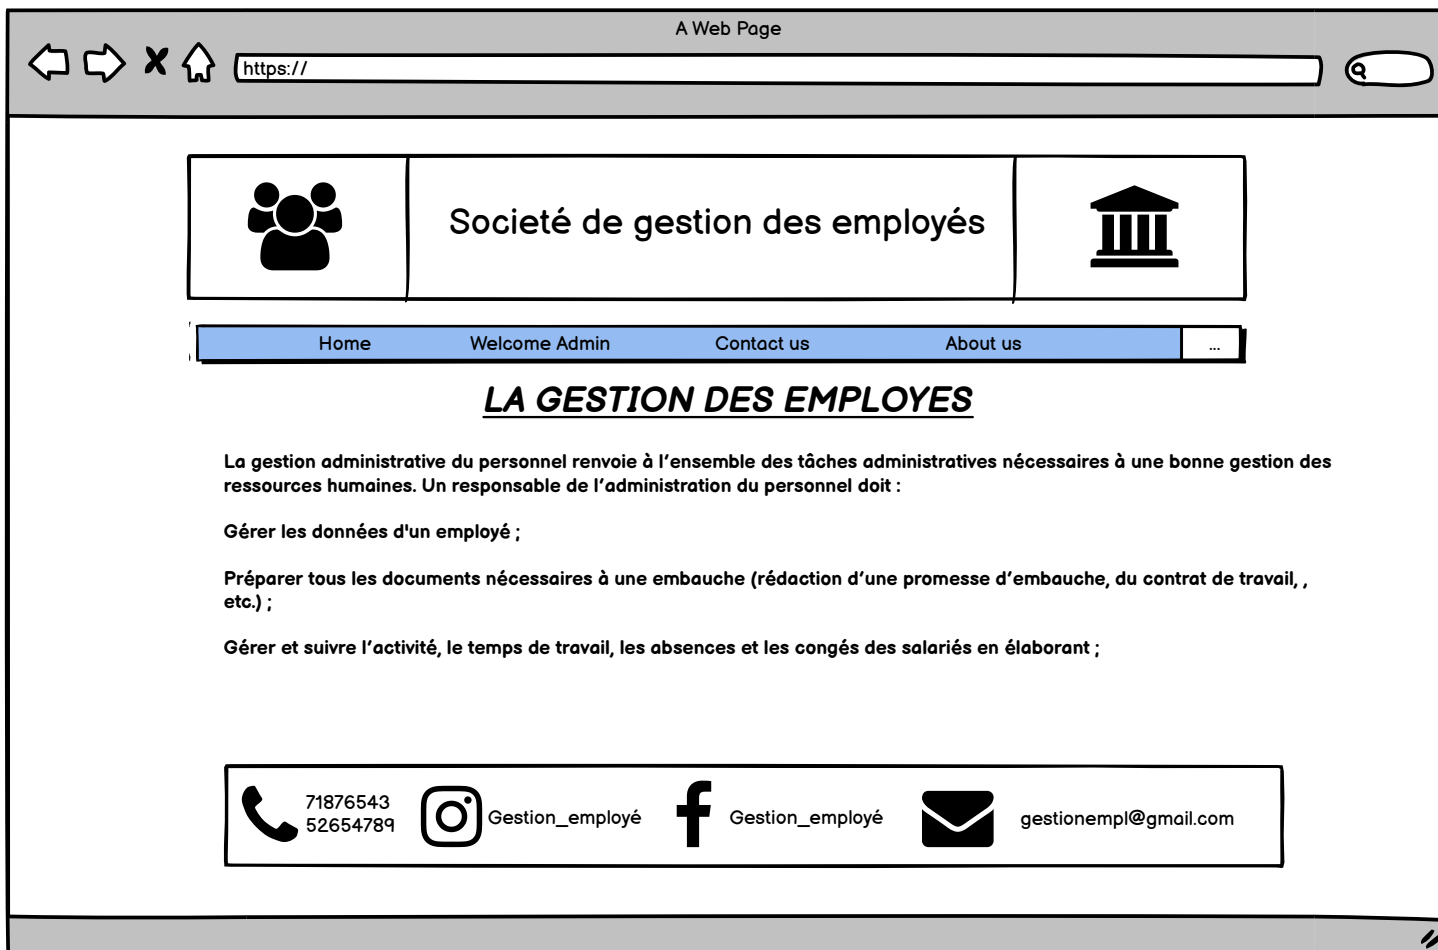 A Web Page
https://
Societé de gestion des employés
Home Welcome Admin Contact us About us ...
LA GESTION DES EMPLOYES
La gestion administrative du personnel renvoie à l’ensemble des tâches administratives nécessaires à une bonne gestion des
ressources humaines. Un responsable de l’administration du personnel doit :
Gérer les données d'un employé ;
Préparer tous les documents nécessaires à une embauche (rédaction d’une promesse d’embauche, du contrat de travail, ,
etc.) ;
Gérer et suivre l’activité, le temps de travail, les absences et les congés des salariés en élaborant ;
71876543
52654789
Gestion_employé
Gestion_employé
gestionempl@gmail.com